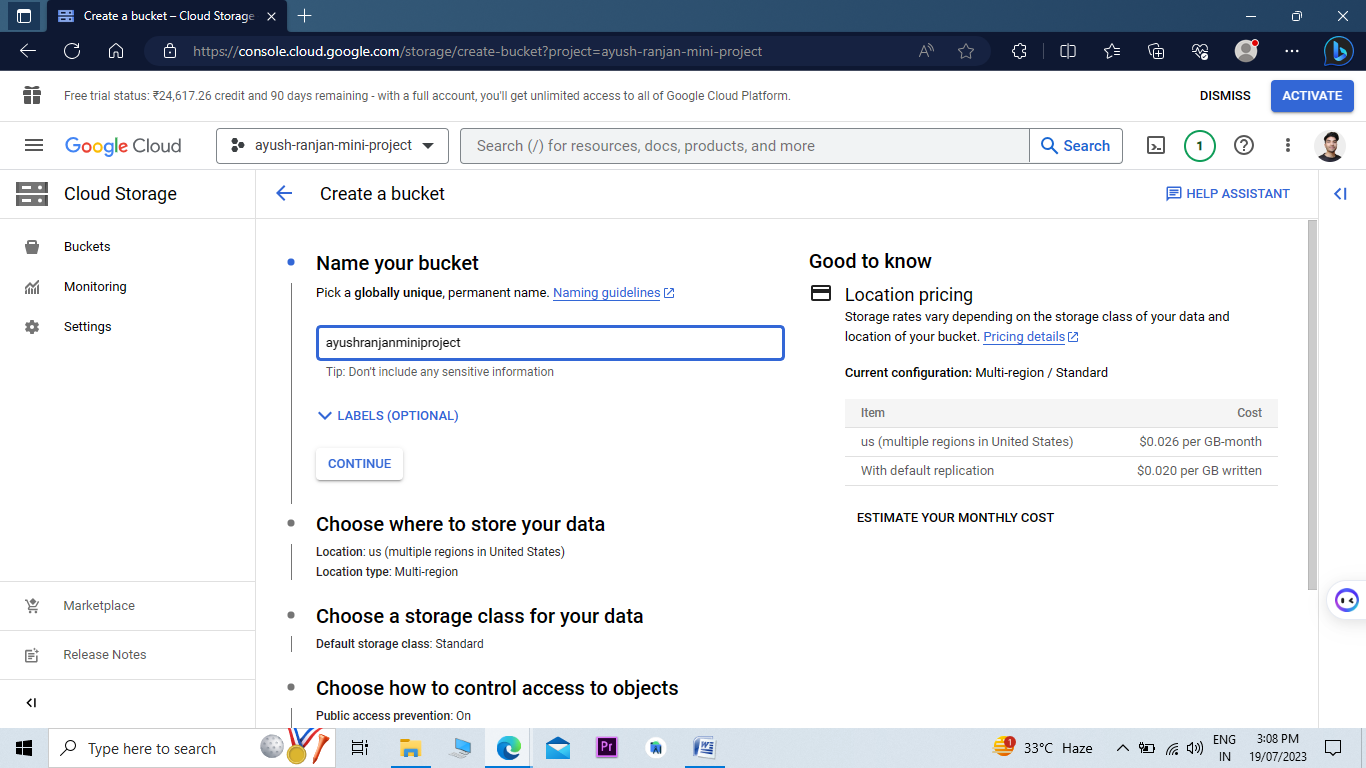 Create a bucket – Cloud Storage
https://console.cloud.google.com/storage/create-bucket?project=ayush-ranjan-mini-project
Free trial status: ₹24,617.26 credit and 90 days remaining - with a full account, you'll get unlimited access to all of Google Cloud Platform.
DISMISS
ACTIVATE
Google Cloud
ayush-ranjan-mini-project
Search (/) for resources, docs, products, and more
Search
1
Cloud Storage
Create a bucket
HELP ASSISTANT
Buckets
Monitoring
Settings
Marketplace
Release Notes
Name your bucket
Pick a globally unique, permanent name. Naming guidelines
ayushranjanminiproject
Tip: Don't include any sensitive information
LABELS (OPTIONAL)
CONTINUE
Choose where to store your data
Location: us (multiple regions in United States)
Location type: Multi-region
Choose a storage class for your data
Default storage class: Standard
Choose how to control access to objects
Public access prevention: On
Good to know
Location pricing
Storage rates vary depending on the storage class of your data and
location of your bucket. Pricing details
Current configuration: Multi-region / Standard
Item Cost
us (multiple regions in United States) $0.026 per GB-month
With default replication $0.020 per GB written
ESTIMATE YOUR MONTHLY COST
Type here to search
Pr
W
1
33°C Haze
ENG
IN
3:08 PM
19/07/2023